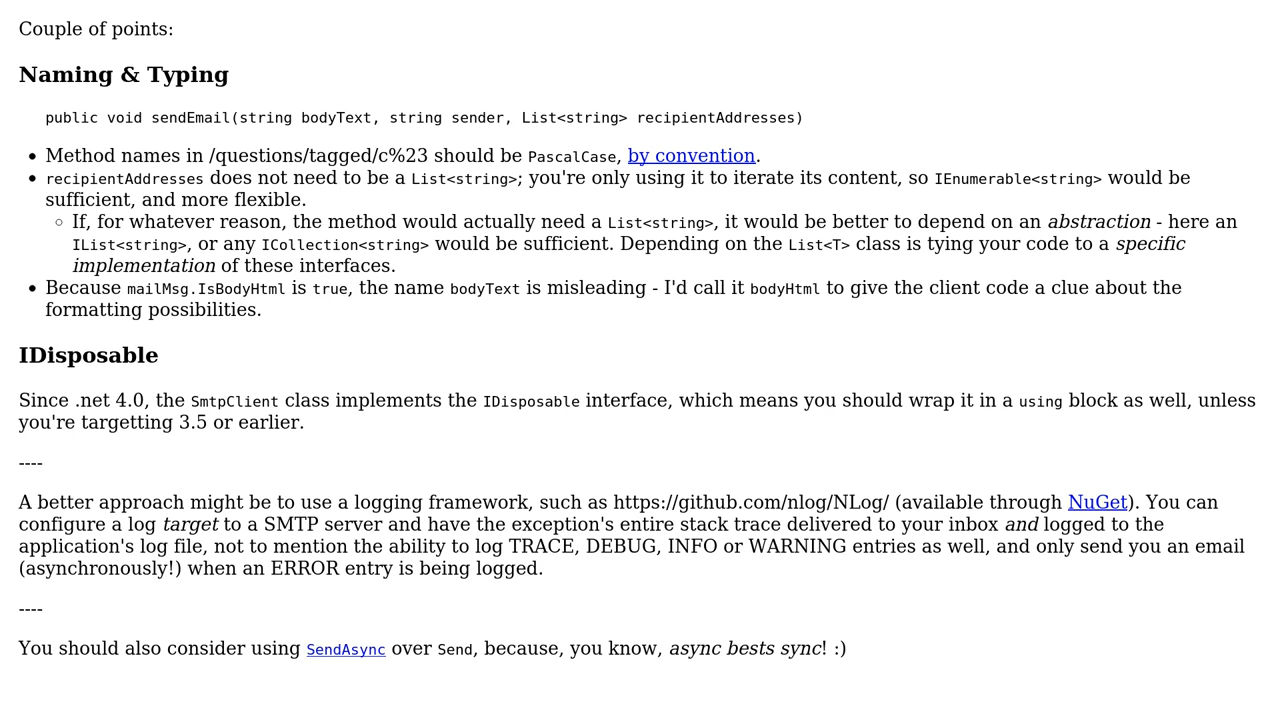 Couple of points:
Naming & Typing
public void sendEmail(string bodyText, string sender, List<string> recipientAddresses)
• Method names in /questions/tagged/c%23 should be PascalCase, by convention.
• recipientAddresses does not need to be a List<string>; you're only using it to iterate its content, so IEnumerable<string> would be
sufficient, and more flexible.
◦ If, for whatever reason, the method would actually need a List<string>, it would be better to depend on an abstraction - here an
IList<string>, or any ICollection<string> would be sufficient. Depending on the List<T> class is tying your code to a specific
implementation of these interfaces.
• Because mailMsg.IsBodyHtml is true, the name bodyText is misleading - I'd call it bodyHtml to give the client code a clue about the
formatting possibilities.
IDisposable
Since .net 4.0, the SmtpClient class implements the IDisposable interface, which means you should wrap it in a using block as well, unless
you're targetting 3.5 or earlier.
----
A better approach might be to use a logging framework, such as https://github.com/nlog/NLog/ (available through NuGet). You can
configure a log target to a SMTP server and have the exception's entire stack trace delivered to your inbox and logged to the
application's log file, not to mention the ability to log TRACE, DEBUG, INFO or WARNING entries as well, and only send you an email
(asynchronously!) when an ERROR entry is being logged.
----
You should also consider using SendAsync over Send, because, you know, async bests sync! :)